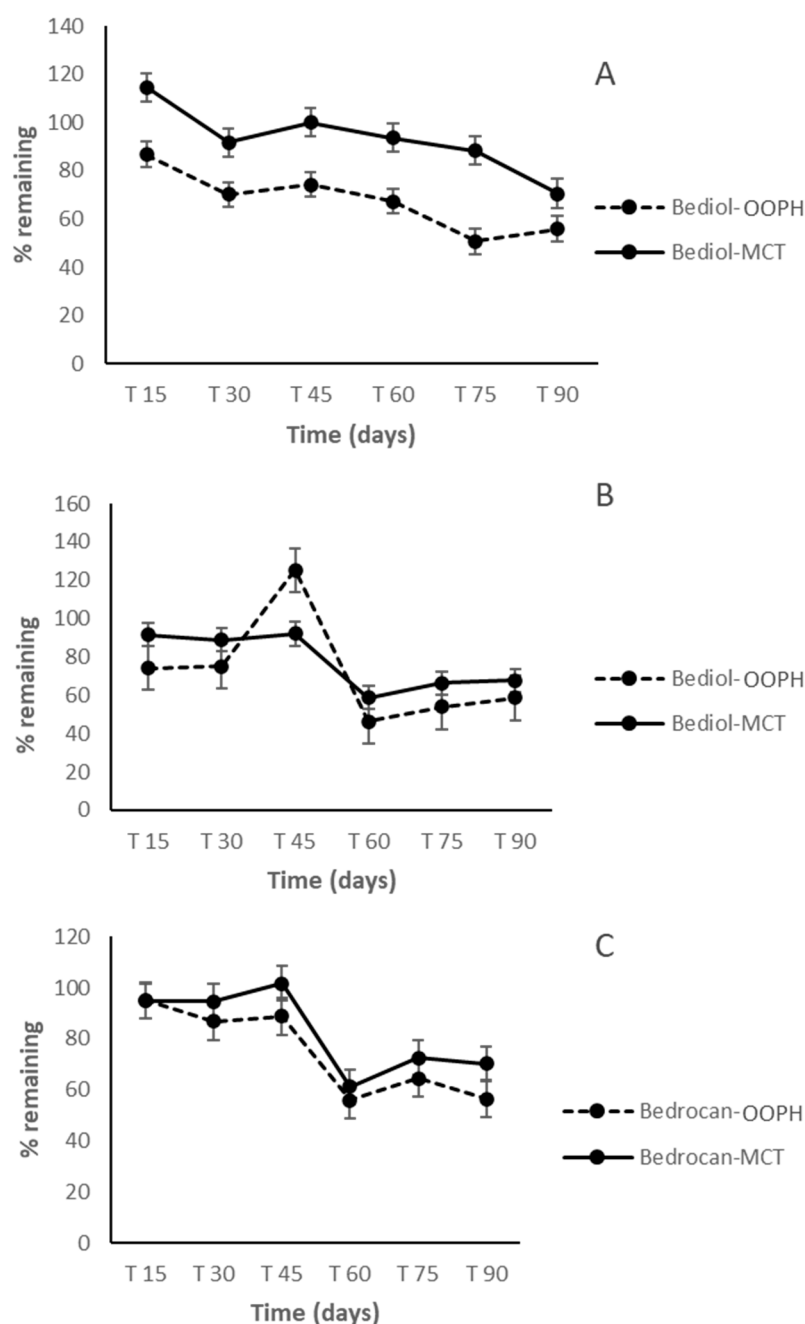 A
140
120
100
80
60
40
20
0
% remaining
T 15 T 30 T 45 T 60 T 75 T 90
Time (days)
Bediol-OOPH
Bediol-MCT
B
160
140
120
100
80
60
40
20
0
% remaining
T 15 T 30 T 45 T 60 T 75 T 90
Time (days)
Bediol-OOPH
Bediol-MCT
C
120
100
80
60
40
20
0
% remaining
T 15 T 30 T 45 T 60 T 75 T 90
Time (days)
Bedrocan-OOPH
Bedrocan-MCT